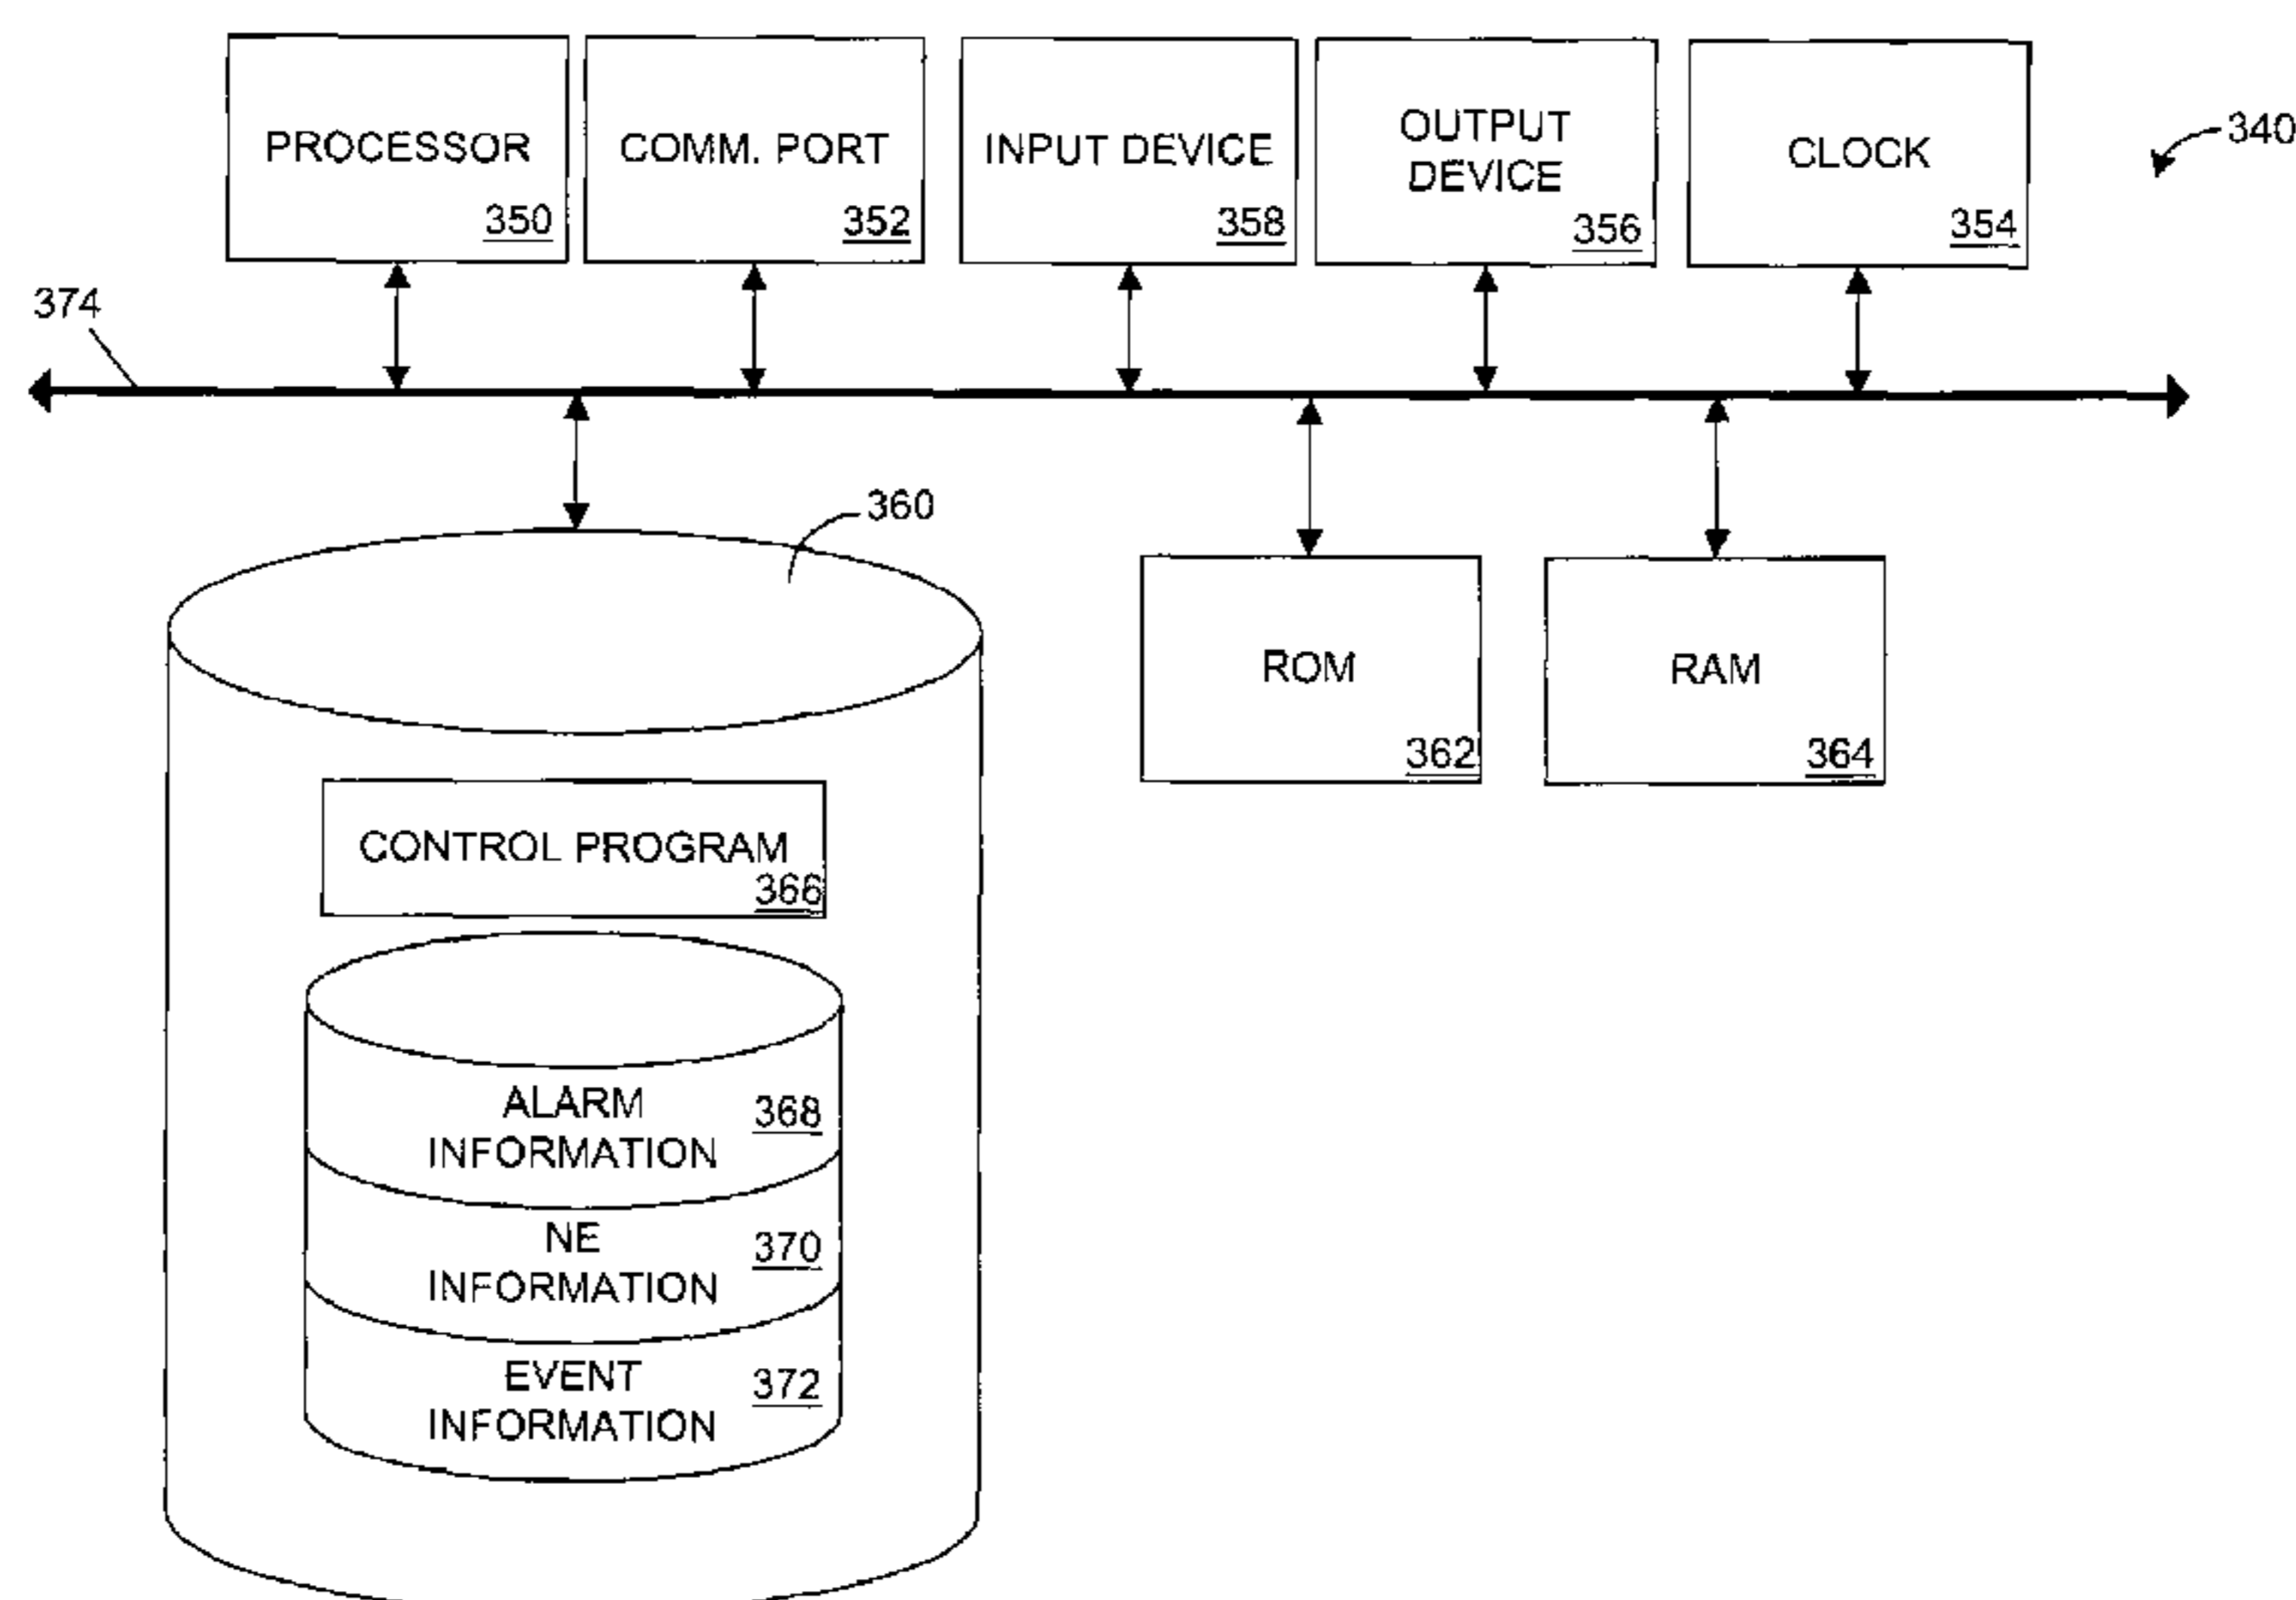 PROCESSOR
350
COMM. PORT
352
INPUT DEVICE
358
OUTPUT
DEVICE
356
CLOCK
354
340
374
360
ROM
362
RAM
364
CONTROL PROGRAM
366
ALARM
INFORMATION
368
NE
INFORMATION
370
EVENT
INFORMATION
372